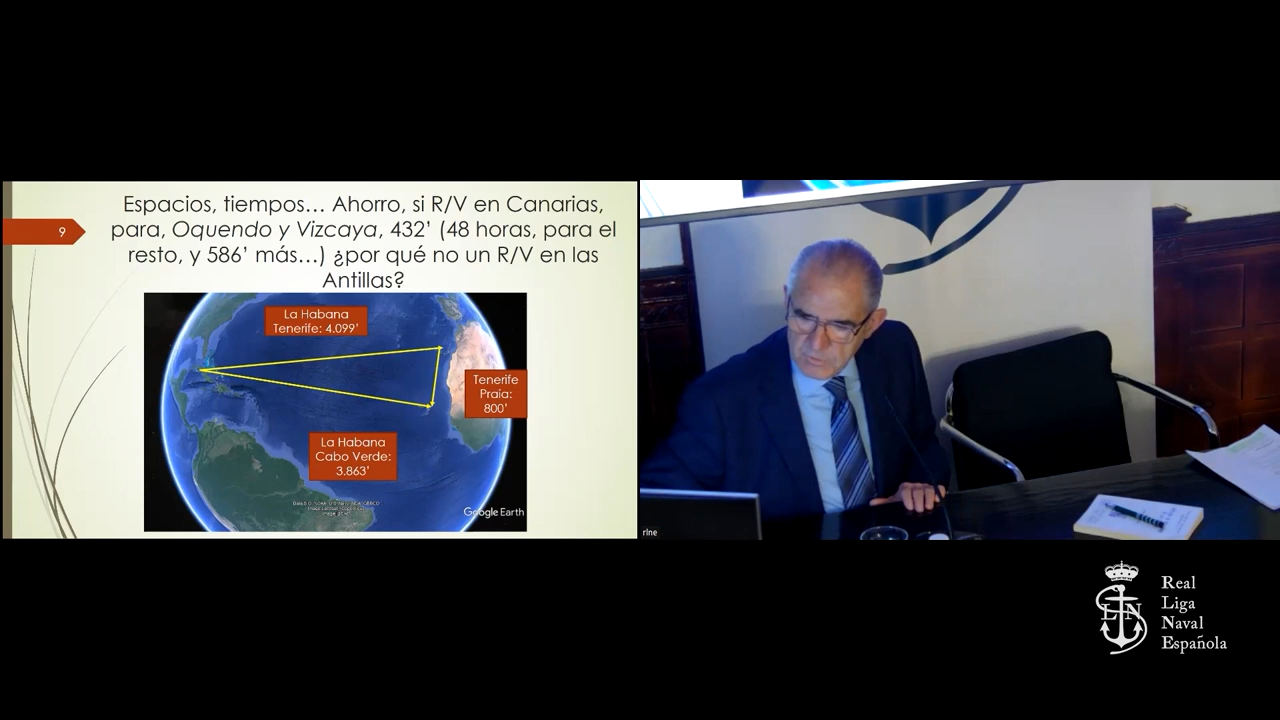 9
Espacios, tiempos... Ahorro, si R/V en Canarias,
para, Oquendo y Vizcaya, 432' (48 horas, para el
resto, y 586' más...) ¿por qué no un R/V en las
Antillas?
La Habana
Tenerife: 4.099'
Tenerife
Praia:
800'
La Habana
Cabo Verde:
3.863'
Google Earth
rine
LN
Real
Liga
Naval
Española